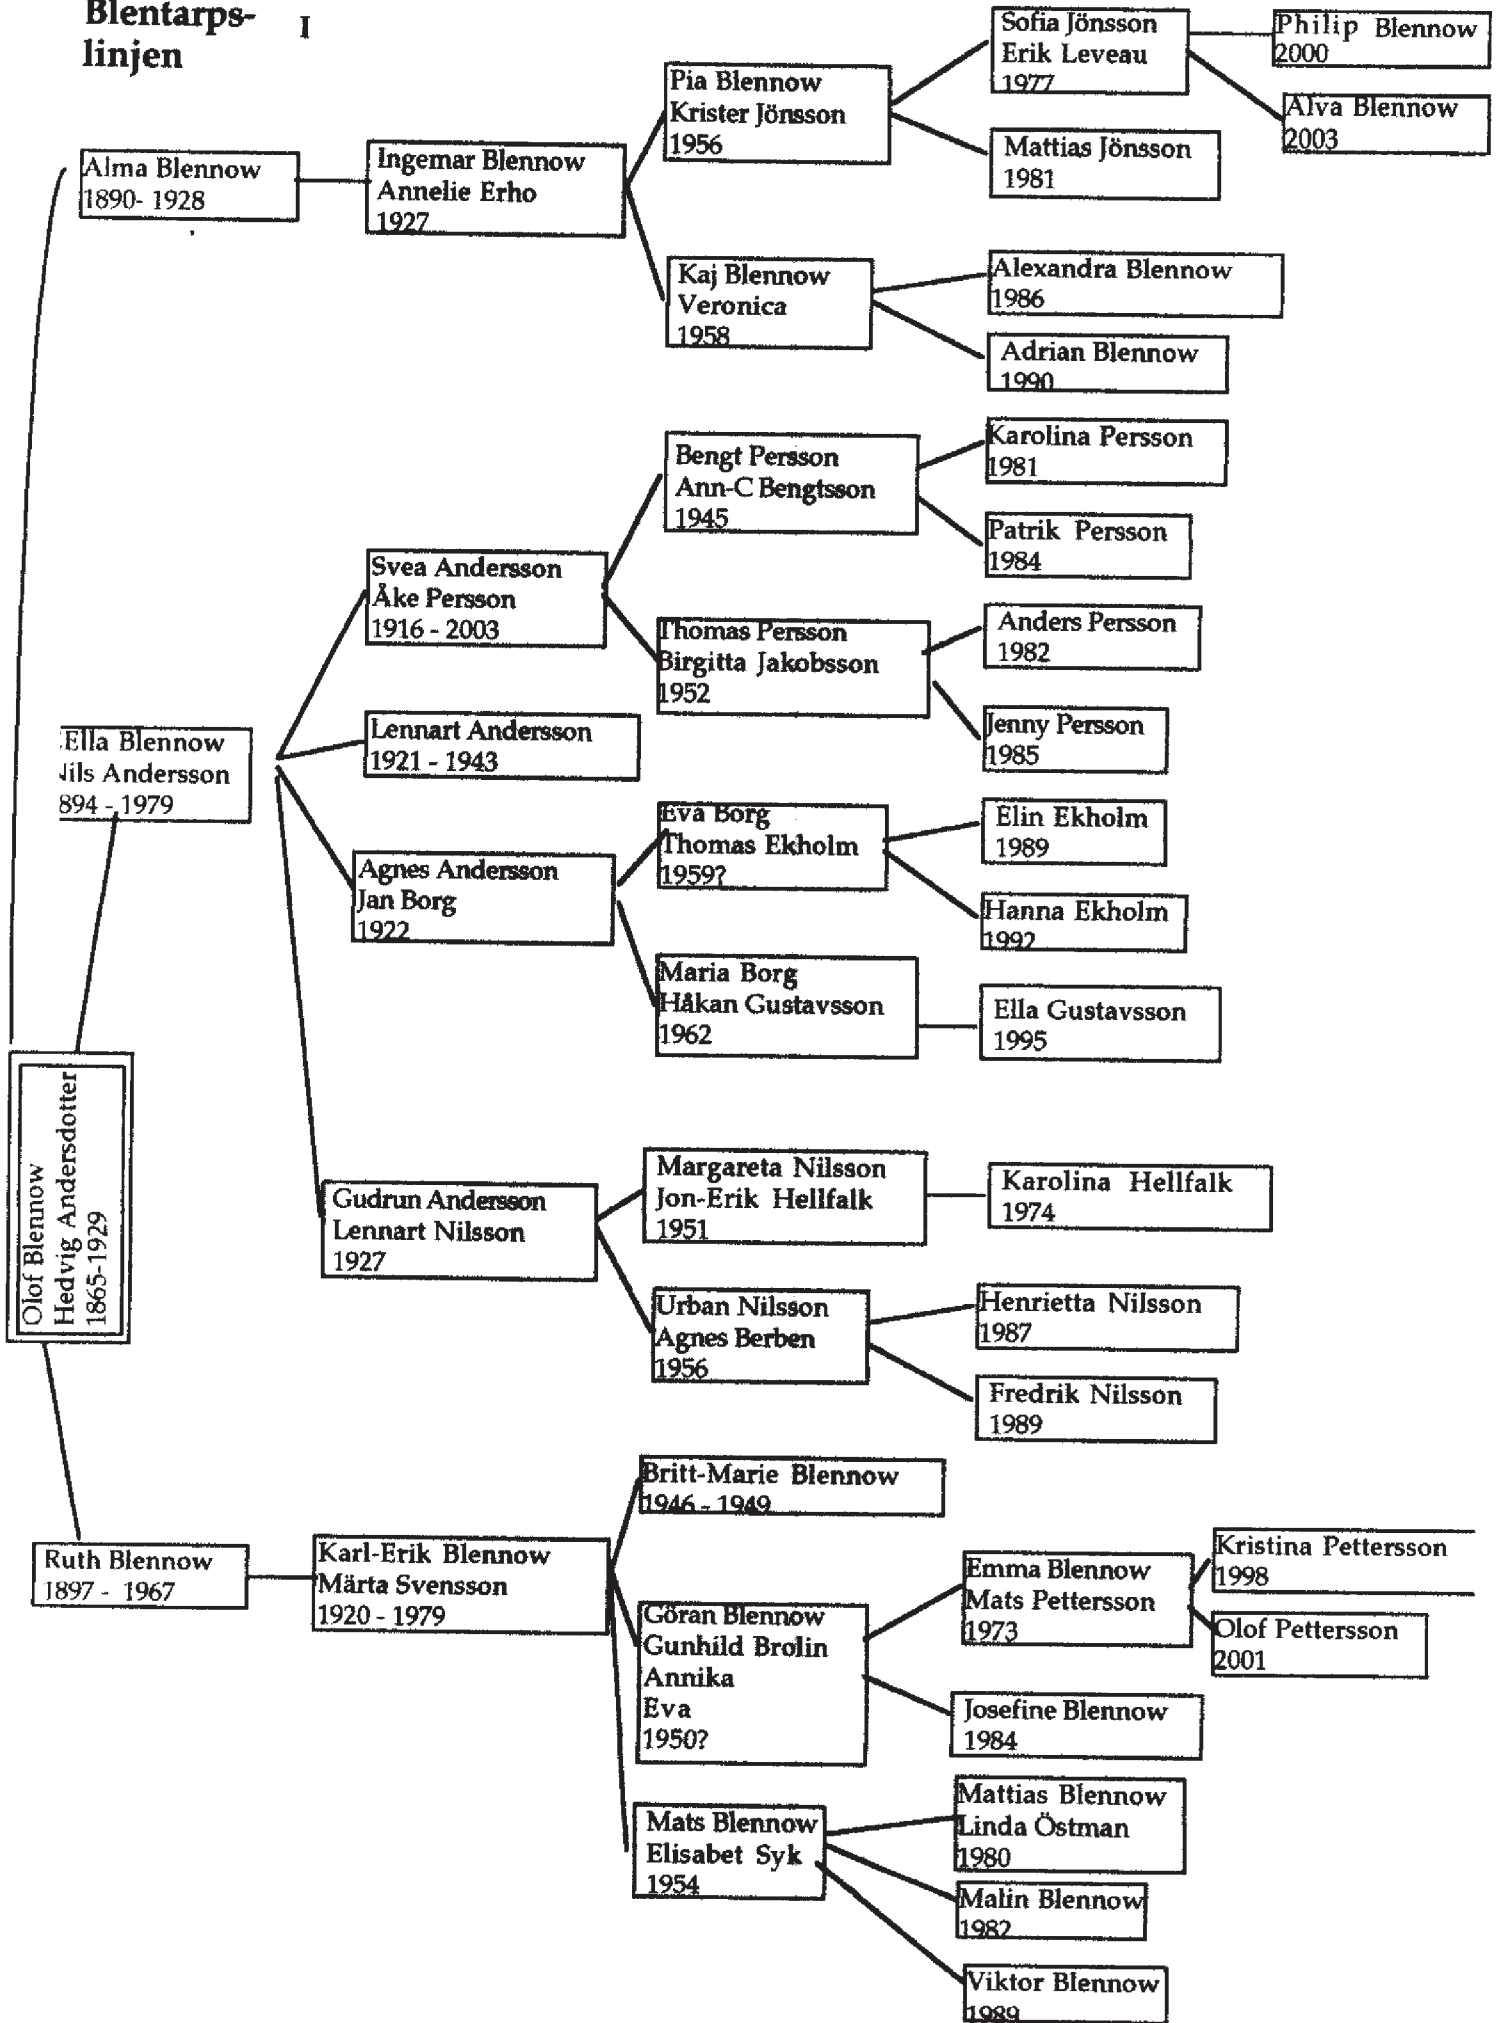 Blentarps- I
linjen
Alma Blennow
1890- 1928
Ingemar Blennow
Annelie Erho
1927
Pia Blennow
Krister Jönsson
1956
Sofia Jönsson
Erik Leveau
1977
Philip Blennow
2000
Alva Blennow
2003
Mattias Jönsson
1981
Kaj Blennow
Veronica
1958
Alexandra Blennow
1986
Adrian Blennow
1990
Ella Blennow
Nils Andersson
894 - 1979
Svea Andersson
Åke Persson
1916 - 2003
Bengt Persson
Ann-C Bengtsson
1945
Karolina Persson
1981
Patrik Persson
1984
Thomas Persson
Birgitta Jakobsson
1952
Anders Persson
1982
Jenny Persson
1985
Lennart Andersson
1921 - 1943
Agnes Andersson
Jan Borg
1922
Eva Borg
Thomas Ekholm
1959?
Elin Ekholm
1989
Hanna Ekholm
1992
Maria Borg
Håkan Gustavsson
1962
Ella Gustavsson
1995
Gudrun Andersson
Lennart Nilsson
1927
Margareta Nilsson
Jon-Erik Hellfalk
1951
Karolina Hellfalk
1974
Urban Nilsson
Agnes Berben
1956
Henrietta Nilsson
1987
Fredrik Nilsson
1989
Olof Blennow
Hedvig Andersdotter
1865-1929
Ruth Blennow
1897 - 1967
Karl-Erik Blennow
Märta Svensson
1920 - 1979
Britt-Marie Blennow
1946 - 1949
Göran Blennow
Gunhild Brolin
Annika
Eva
1950?
Emma Blennow
Mats Pettersson
1973
Kristina Pettersson
1998
Olof Pettersson
2001
Josefine Blennow
1984
Mats Blennow
Elisabet Syk
1954
Mattias Blennow
Linda Östman
1980
Malin Blennow
1982
Viktor Blennow
1989